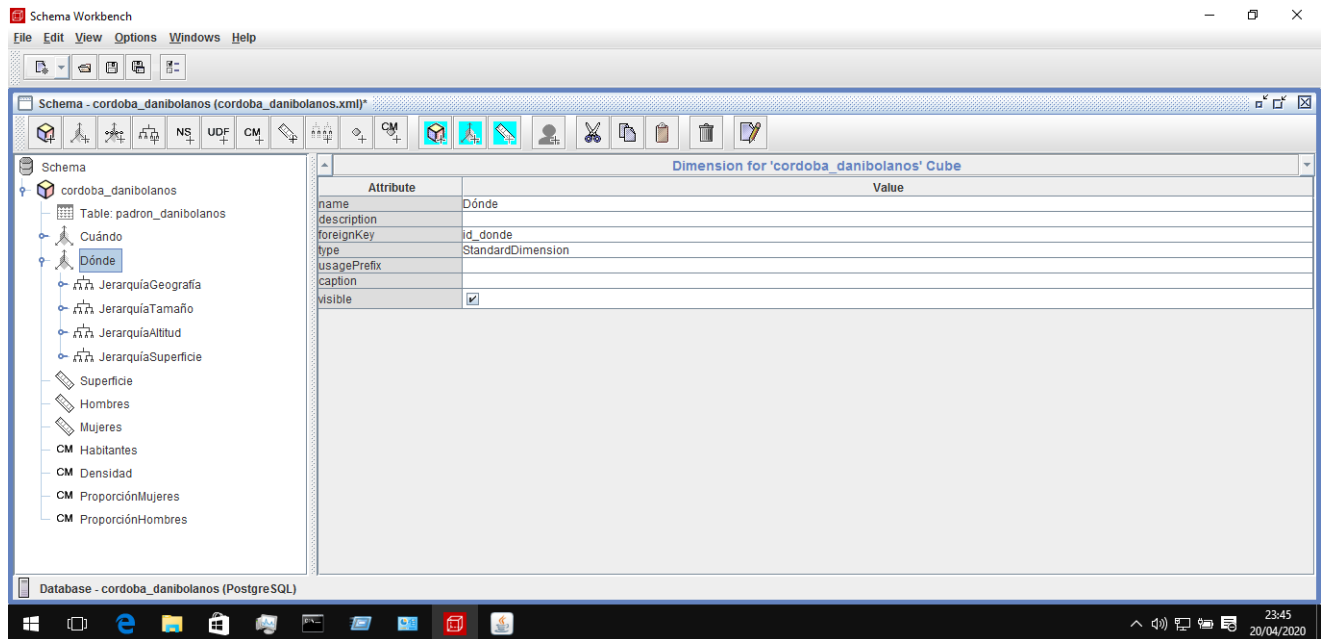 Schema Workbench
File Edit View Options Windows Help
Schema - cordoba_danibolanos (cordoba_danibolanos.xml)*
NS UDF CM CM
Schema
cordoba_danibolanos
Table: padron_danibolanos
Cuándo
Dónde
JerarquíaGeografía
JerarquíaTamaño
JerarquíaAltitud
JerarquíaSuperficie
Superficie
Hombres
Mujeres
CM Habitantes
CM Densidad
CM ProporciónMujeres
CM ProporciónHombres
Dimension for 'cordoba_danibolanos' Cube
Attribute Value
name Dónde
description
foreignKey id_donde
type StandardDimension
usagePrefix
caption
visible
Database - cordoba_danibolanos (PostgreSQL)
23:45
20/04/2020